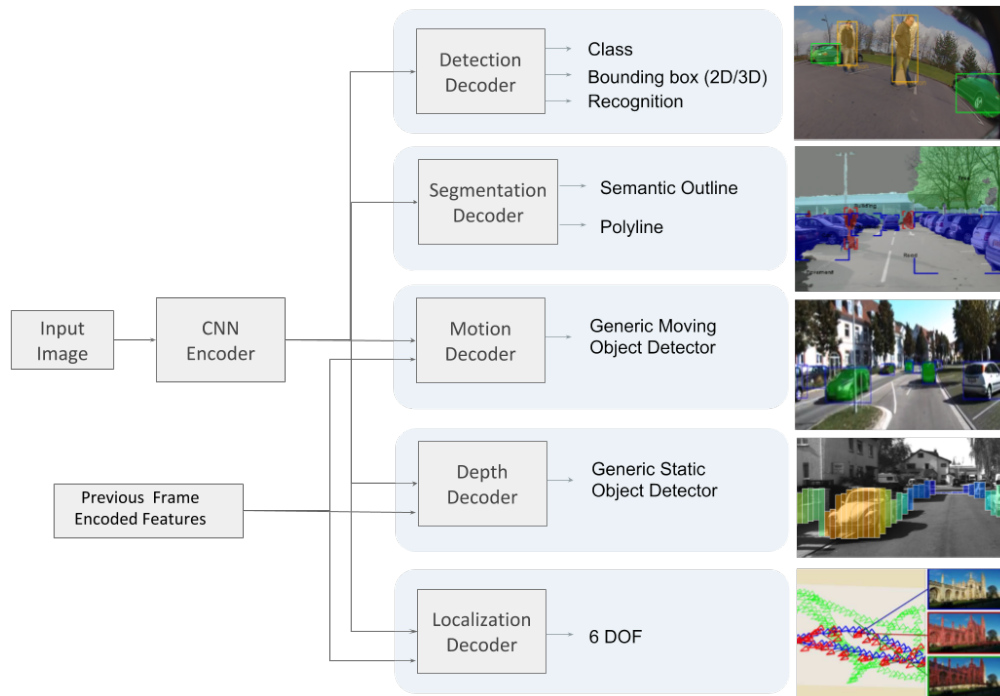 Detection
Decoder
Class
Bounding box (2D/3D)
Recognition
Segmentation
Decoder
Semantic Outline
Polyline
Road
Input
Image
CNN
Encoder
Motion
Decoder
Generic Moving
Object Detector
Previous Frame
Encoded Features
Depth
Decoder
Generic Static
Object Detector
Localization
Decoder
6 DOF